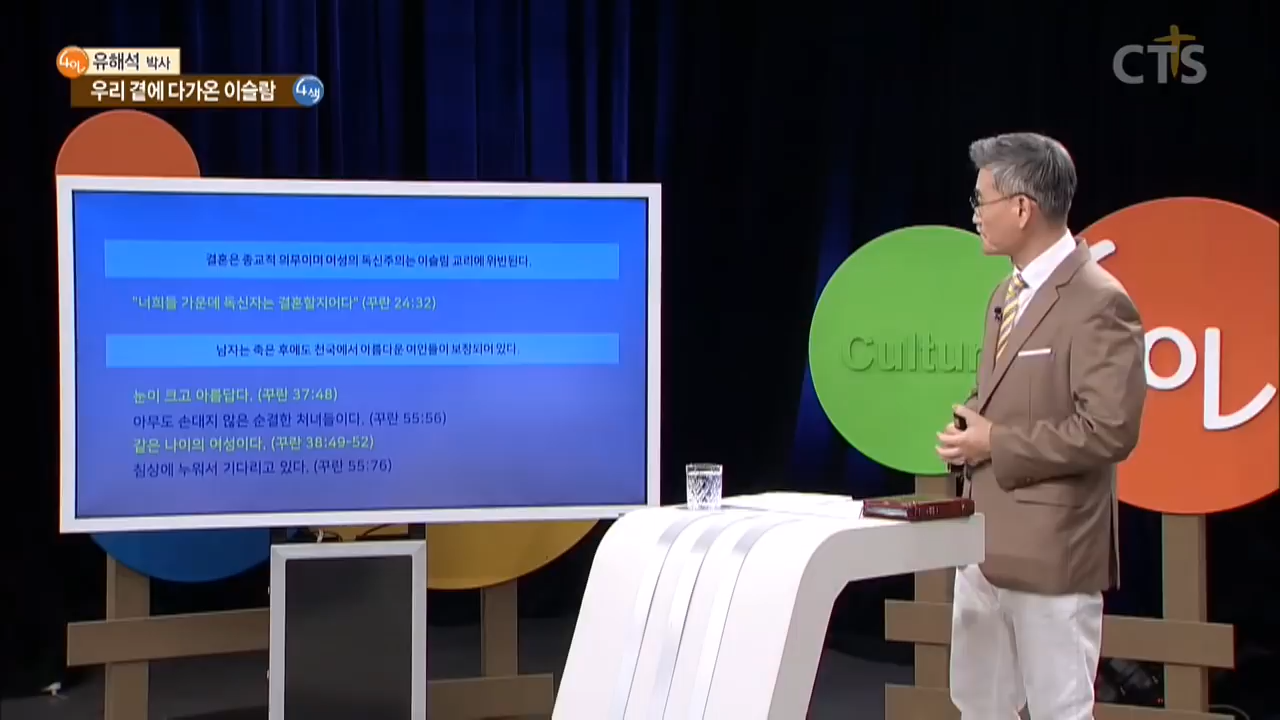 4인 유해석 박사
우리 곁에 다가온 이슬람 4색
CTS
결혼은 종교적 의무이며 여성의 독신주의는 이슬람 교리에 위반된다.
"너희들 가운데 독신자는 결혼할지어다" (꾸란 24:32)
남자는 죽은 후에도 천국에서 아름다운 여인들이 보장되어 있다.
눈이 크고 아름답다. (꾸란 37:48)
아무도 손대지 않은 순결한 처녀들이다. (꾸란 55:56)
같은 나이의 여성이다. (꾸란 38:49-52)
침상에 누워서 기다리고 있다. (꾸란 55:76)
Cultur
인